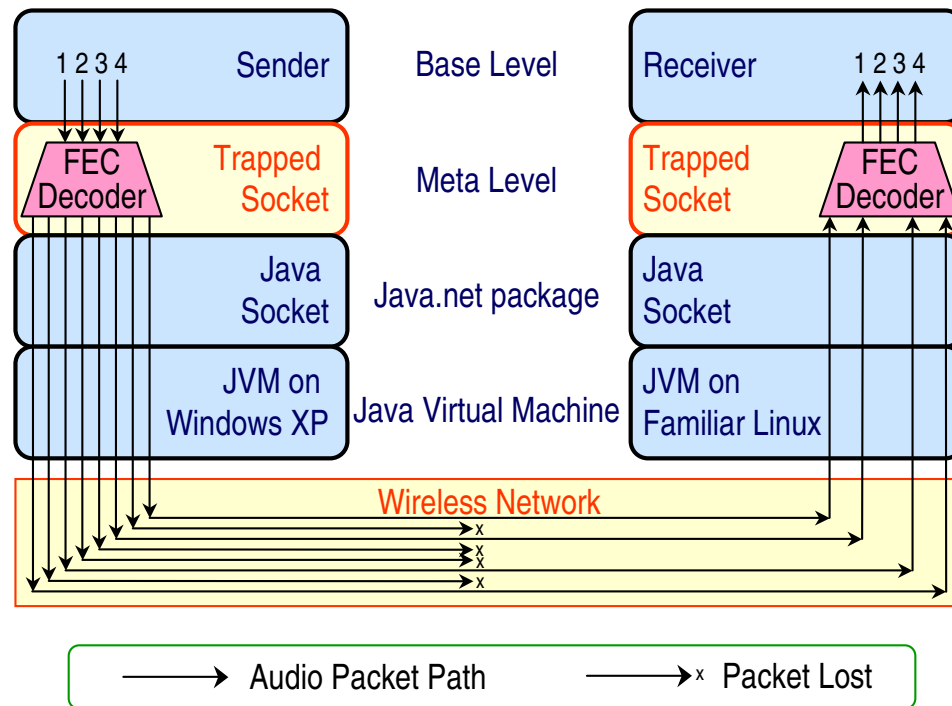 1 2 3 4
Sender
Base Level
Receiver
1 2 3 4
FEC
Decoder
Trapped
Socket
Meta Level
Trapped
Socket
FEC
Decoder
Java
Socket
Java.net package
Java
Socket
JVM on
Windows XP
Java Virtual Machine
JVM on
Familiar Linux
Wireless Network
x
x
x
x
Audio Packet Path
x Packet Lost